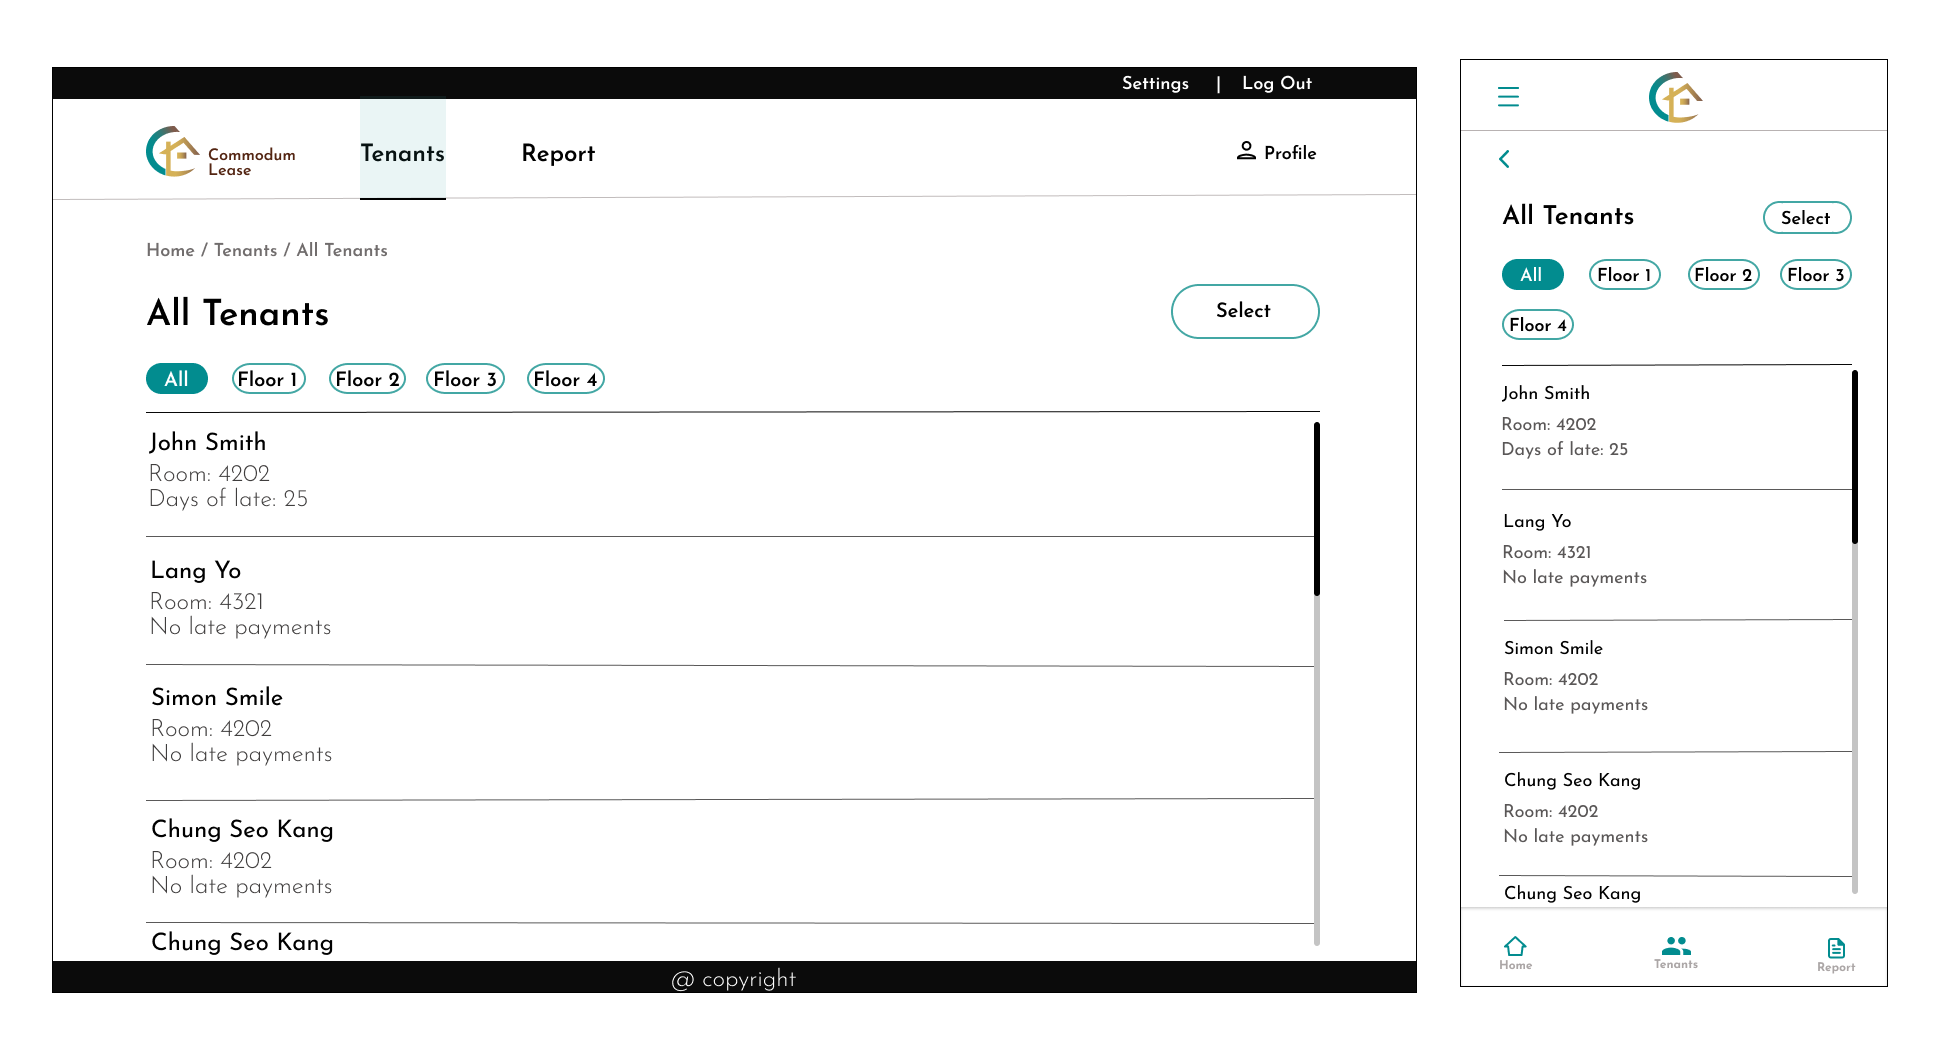 Settings | Log Out
Commodum
Lease
Tenants
Report
Profile
Home / Tenants / All Tenants
All Tenants
Select
All Floor 1 Floor 2 Floor 3 Floor 4
John Smith
Room: 4202
Days of late: 25
Lang Yo
Room: 4321
No late payments
Simon Smile
Room: 4202
No late payments
Chung Seo Kang
Room: 4202
No late payments
Chung Seo Kang
@ copyright
All Tenants
Select
All Floor 1 Floor 2 Floor 3
Floor 4
John Smith
Room: 4202
Days of late: 25
Lang Yo
Room: 4321
No late payments
Simon Smile
Room: 4202
No late payments
Chung Seo Kang
Room: 4202
No late payments
Chung Seo Kang
Home Tenants Report